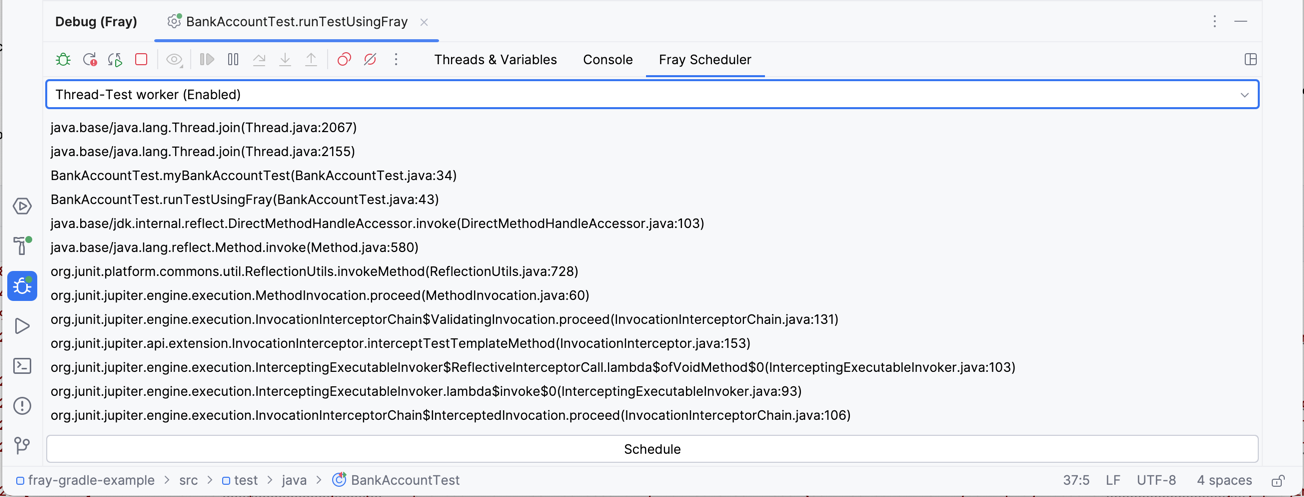 Debug (Fray) BankAccountTest.runTestUsingFray
Threads & Variables Console Fray Scheduler
Thread-Test worker (Enabled)
java.base/java.lang.Thread.join(Thread.java:2067)
java.base/java.lang.Thread.join(Thread.java:2155)
BankAccountTest.myBankAccountTest(BankAccountTest.java:34)
BankAccountTest.runTestUsingFray(BankAccountTest.java:43)
java.base/jdk.internal.reflect.DirectMethodHandleAccessor.invoke(DirectMethodHandleAccessor.java:103)
java.base/java.lang.reflect.Method.invoke(Method.java:580)
org.junit.platform.commons.util.ReflectionUtils.invokeMethod(ReflectionUtils.java:728)
org.junit.jupiter.engine.execution.MethodInvocation.proceed(MethodInvocation.java:60)
org.junit.jupiter.engine.execution.InvocationInterceptorChain$ValidatingInvocation.proceed(InvocationInterceptorChain.java:131)
org.junit.jupiter.api.extension.InvocationInterceptor.interceptTestTemplateMethod(InvocationInterceptor.java:153)
org.junit.jupiter.engine.execution.InterceptingExecutableInvoker$ReflectiveInterceptorCall.lambda$ofVoidMethod$0(InterceptingExecutableInvoker.java:103)
org.junit.jupiter.engine.execution.InterceptingExecutableInvoker.lambda$invoke$0(InterceptingExecutableInvoker.java:93)
org.junit.jupiter.engine.execution.InvocationInterceptorChain$InterceptedInvocation.proceed(InvocationInterceptorChain.java:106)
Schedule
fray-gradle-example > src > test > java > BankAccountTest 37:5 LF UTF-8 4 spaces